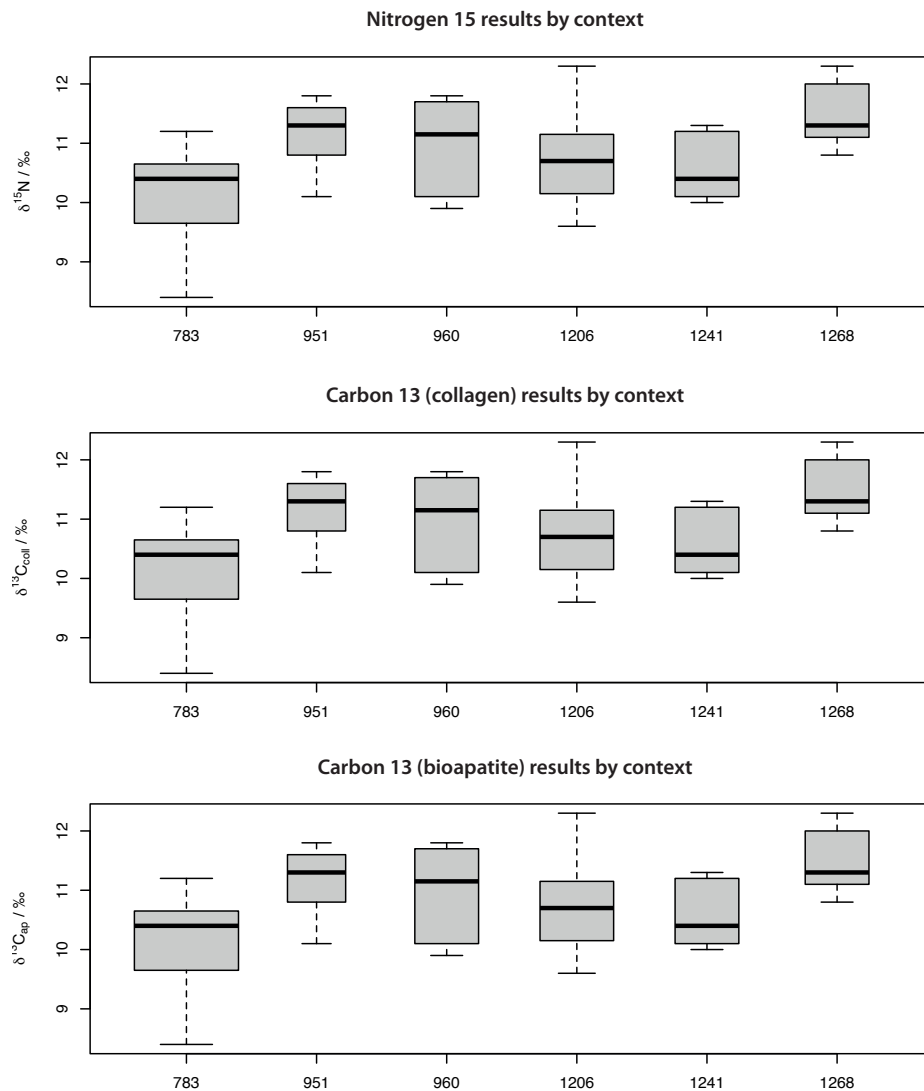 Nitrogen 15 results by context
δ¹⁵N / ‰
12
11
10
9
783 951 960 1206 1241 1268
Carbon 13 (collagen) results by context
δ¹³C_coll / ‰
12
11
10
9
783 951 960 1206 1241 1268
Carbon 13 (bioapatite) results by context
δ¹³C_ap / ‰
12
11
10
9
783 951 960 1206 1241 1268